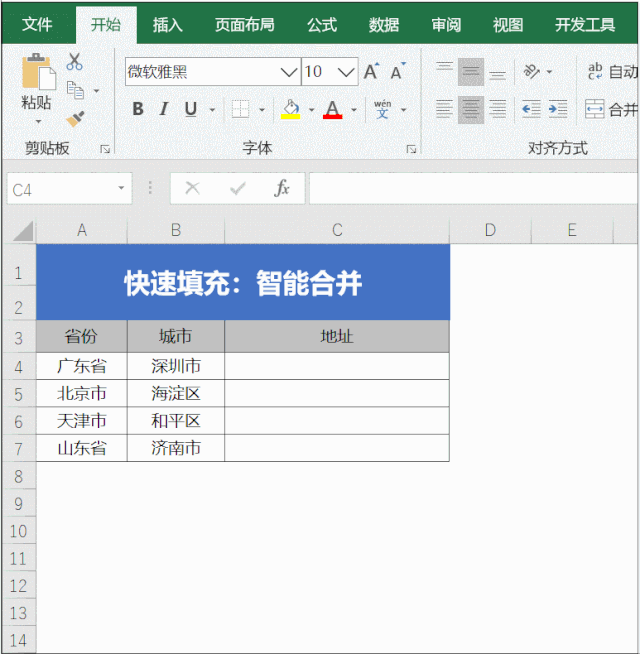 文件 开始 插入 页面布局 公式 数据 审阅 视图 开发工具
微软雅黑 10 A A ab c 自动
粘贴 B I U A wén 文 合并
剪贴板 字体 对齐方式
C4 fx
A B C D E
1 快速填充：智能合并
2
3 省份 城市 地址
4 广东省 深圳市
5 北京市 海淀区
6 天津市 和平区
7 山东省 济南市
8
9
10
11
12
13
14